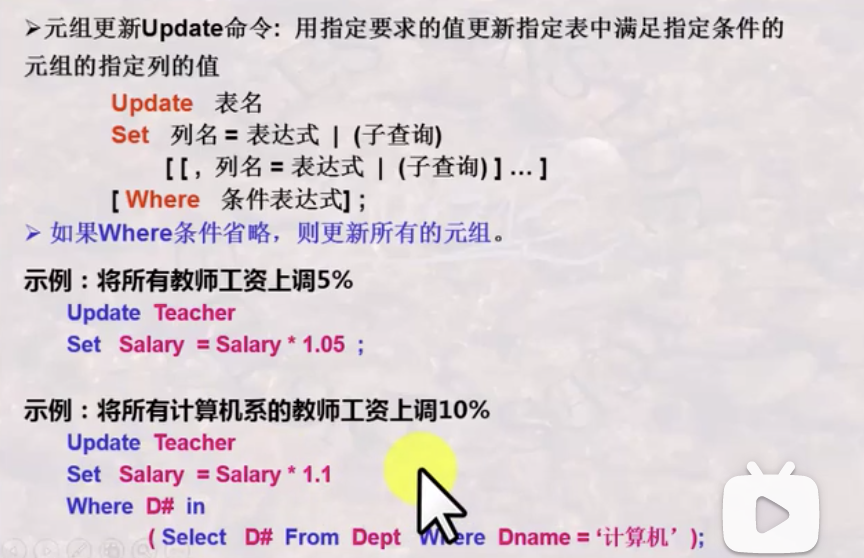 ➢元组更新Update命令: 用指定要求的值更新指定表中满足指定条件的
元组的指定列的值
Update 表名
Set 列名 = 表达式 | (子查询)
[ [ , 列名 = 表达式 | (子查询) ] … ]
[ Where 条件表达式] ;
➢ 如果Where条件省略，则更新所有的元组。
示例：将所有教师工资上调5%
Update Teacher
Set Salary = Salary * 1.05 ;
示例：将所有计算机系的教师工资上调10%
Update Teacher
Set Salary = Salary * 1.1
Where D# in
( Select D# From Dept Where Dname = ‘计算机’ );